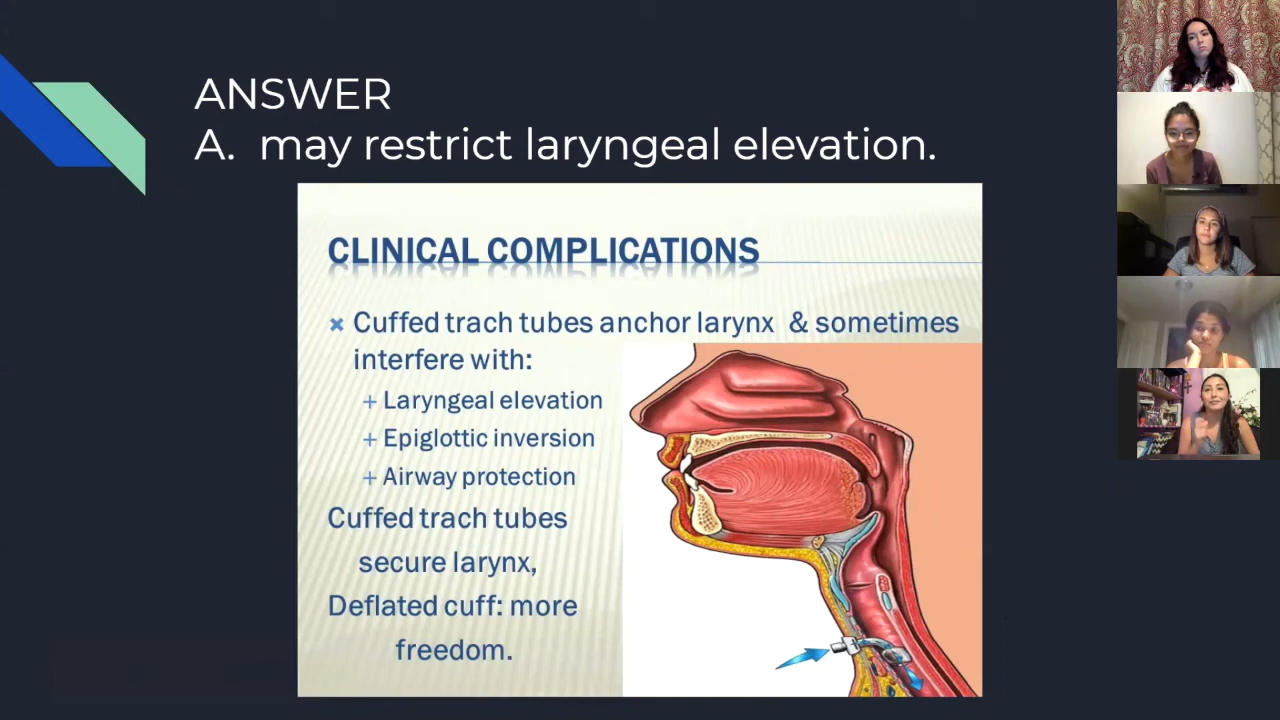 ANSWER
A. may restrict laryngeal elevation.
CLINICAL COMPLICATIONS
Cuffed trach tubes anchor larynx & sometimes
interfere with:
+ Laryngeal elevation
+ Epiglottic inversion
+ Airway protection
Cuffed trach tubes
secure larynx,
Deflated cuff: more
freedom.